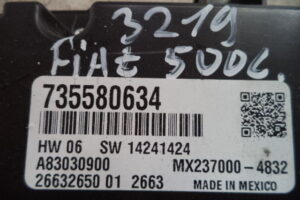 3219
FiAt 500L
735580634
HW 06 SW 14241424
A83030900 MX237000-4832
26632650 01 2663 MADE IN MEXICO